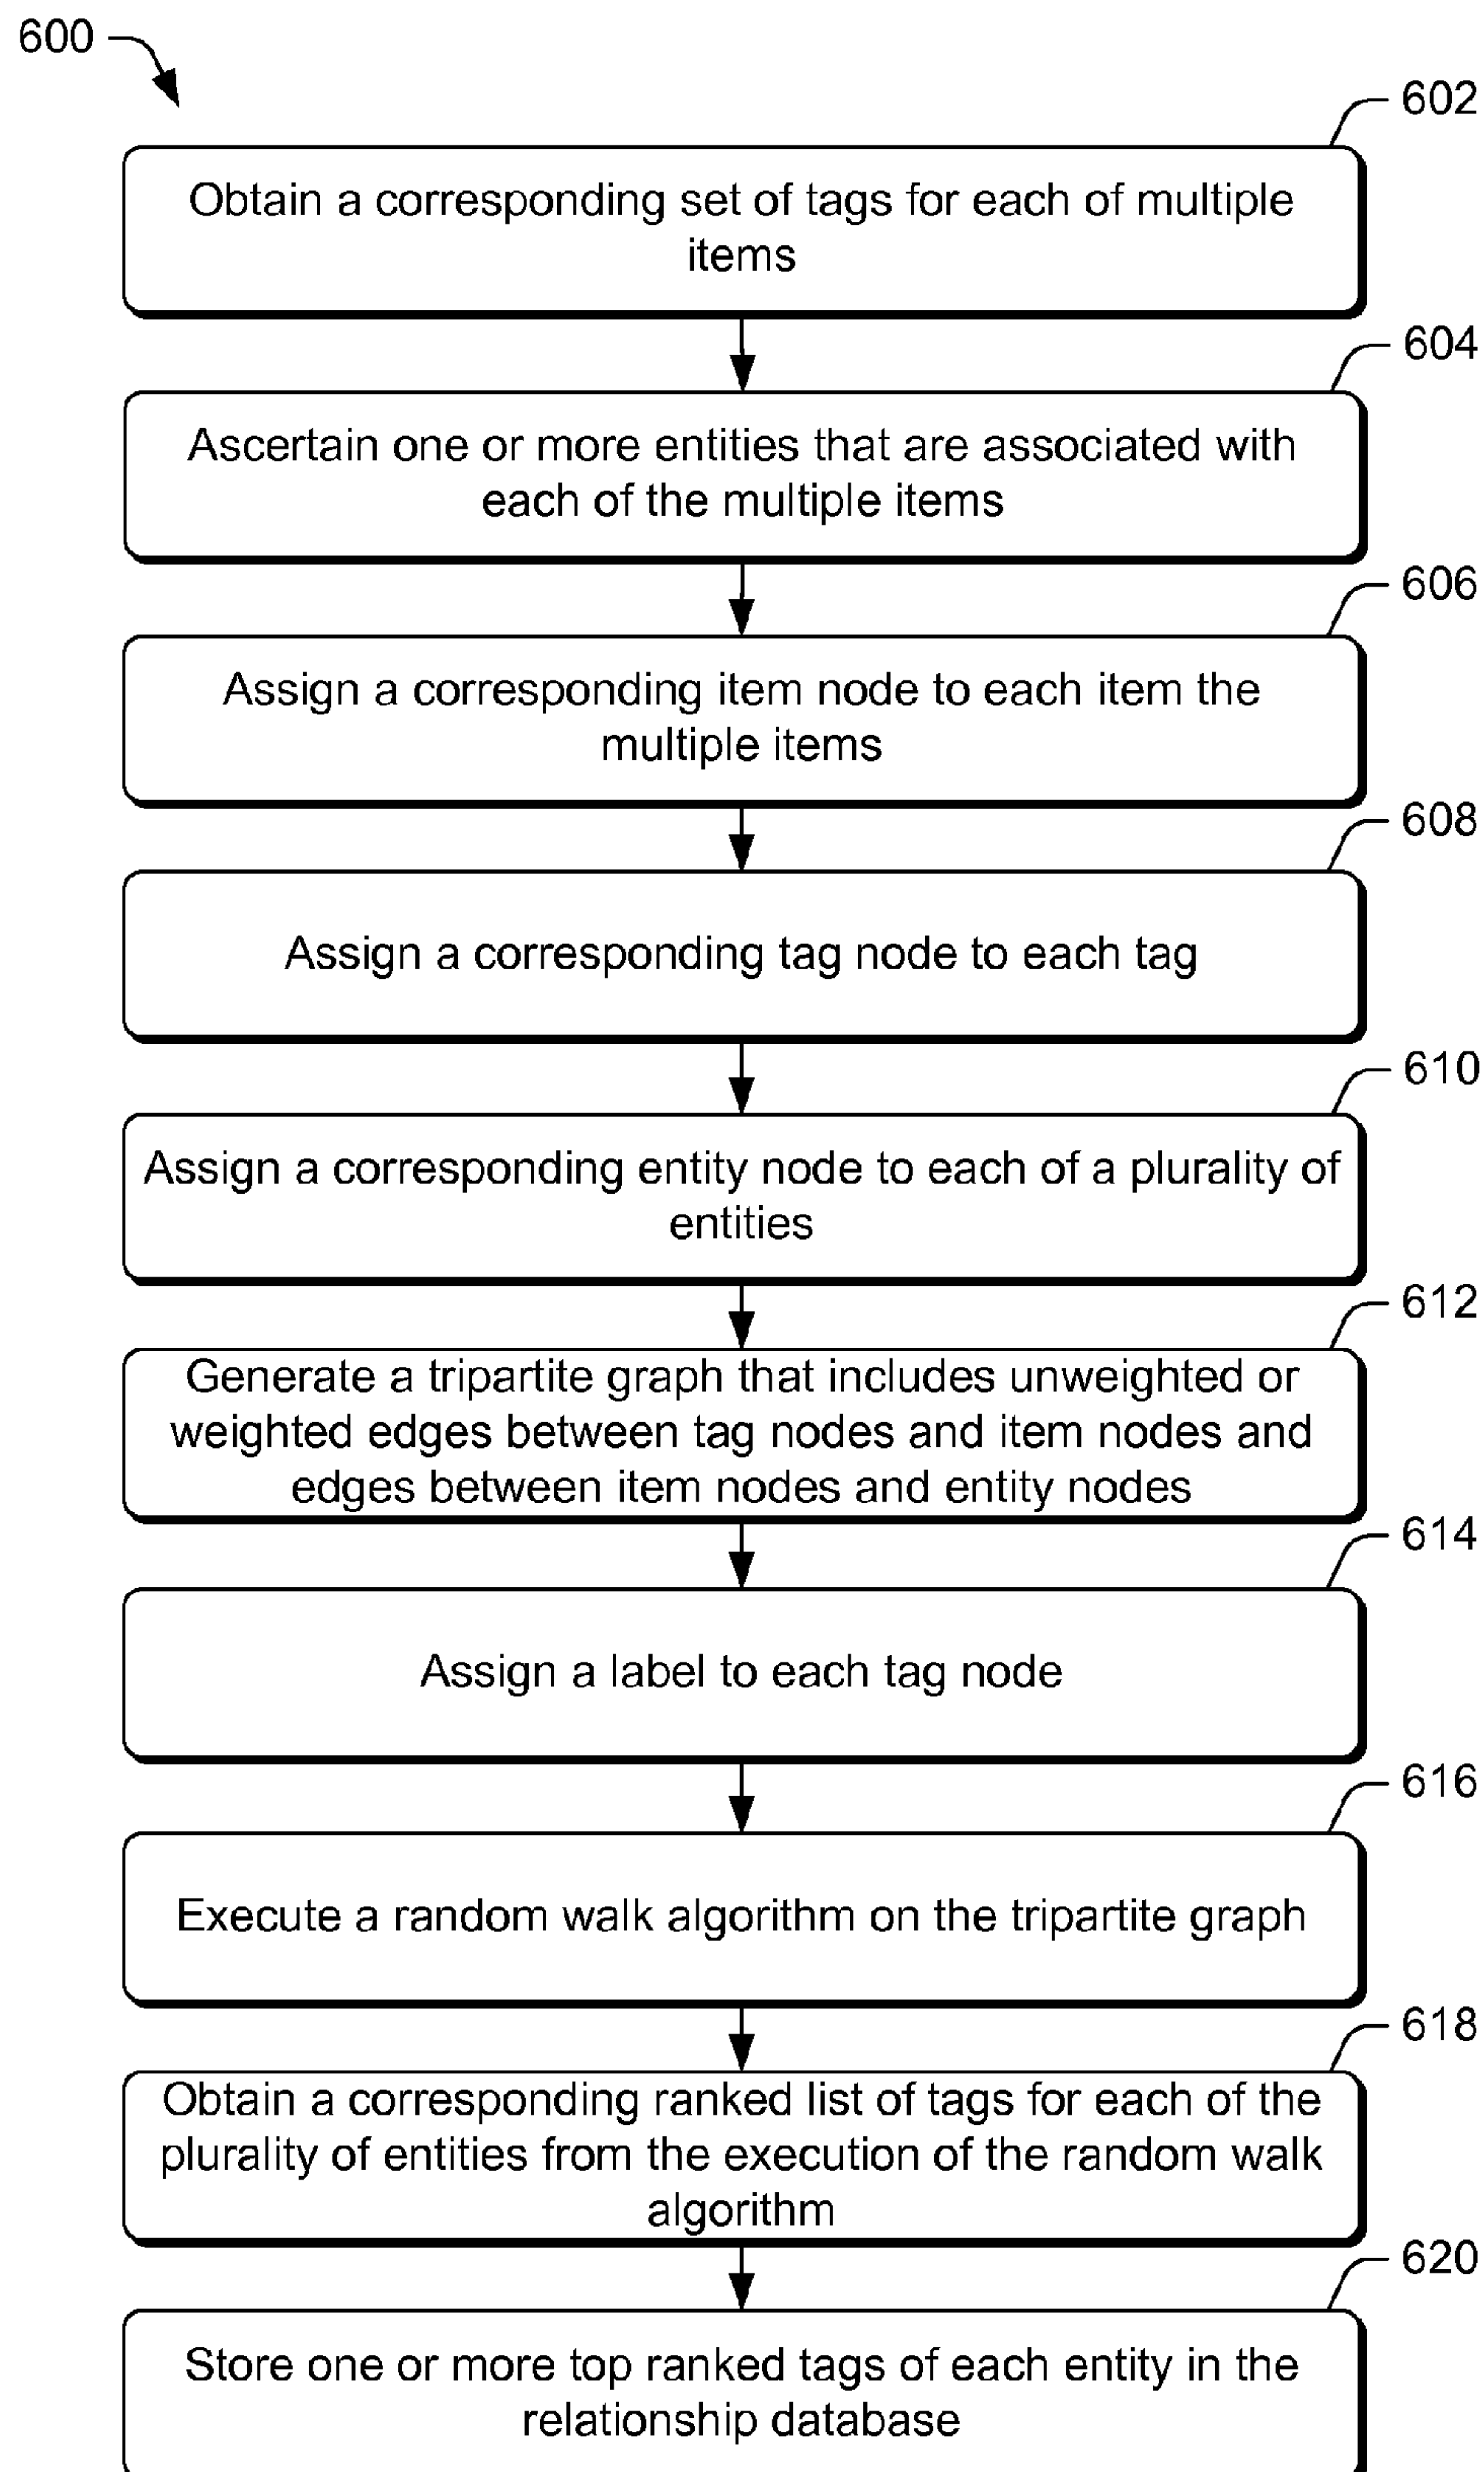 600
602
Obtain a corresponding set of tags for each of multiple
items
604
Ascertain one or more entities that are associated with
each of the multiple items
606
Assign a corresponding item node to each item the
multiple items
608
Assign a corresponding tag node to each tag
610
Assign a corresponding entity node to each of a plurality of
entities
612
Generate a tripartite graph that includes unweighted or
weighted edges between tag nodes and item nodes and
edges between item nodes and entity nodes
614
Assign a label to each tag node
616
Execute a random walk algorithm on the tripartite graph
618
Obtain a corresponding ranked list of tags for each of the
plurality of entities from the execution of the random walk
algorithm
620
Store one or more top ranked tags of each entity in the
relationship database